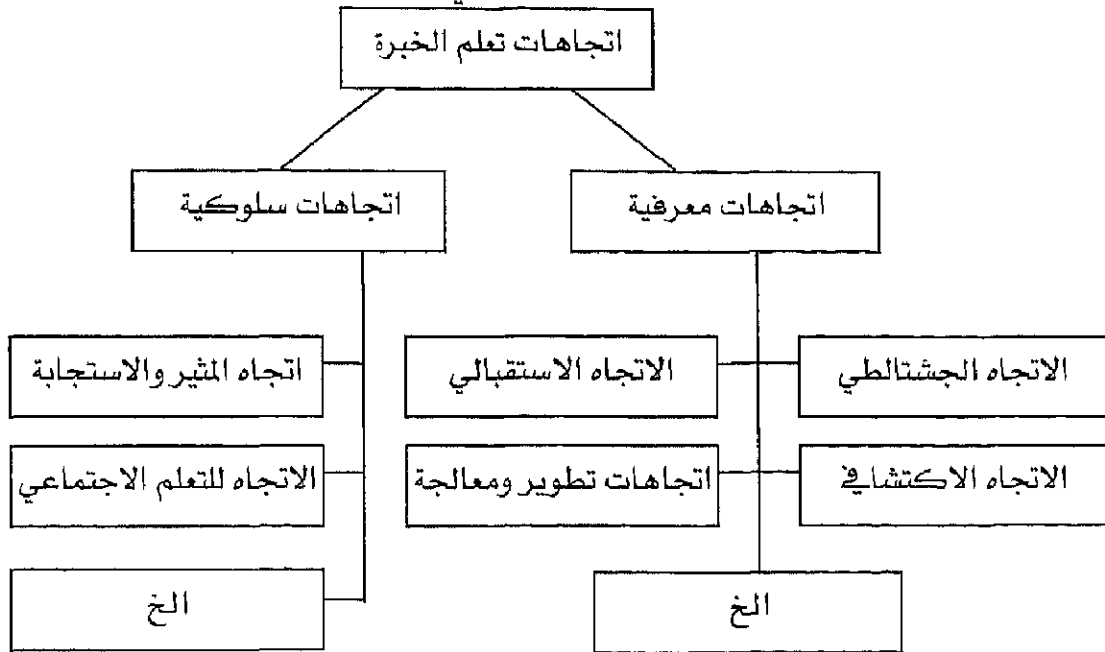 اتجاهات تعلم الخبرة
اتجاهات معرفية
اتجاهات سلوكية
الاتجاه الجشتالطي
الاتجاه الاستقبالي
اتجاه المثير والاستجابة
الاتجاه الاكتشافي
اتجاهات تطوير ومعالجة
الاتجاه للتعلم الاجتماعي
الخ
الخ